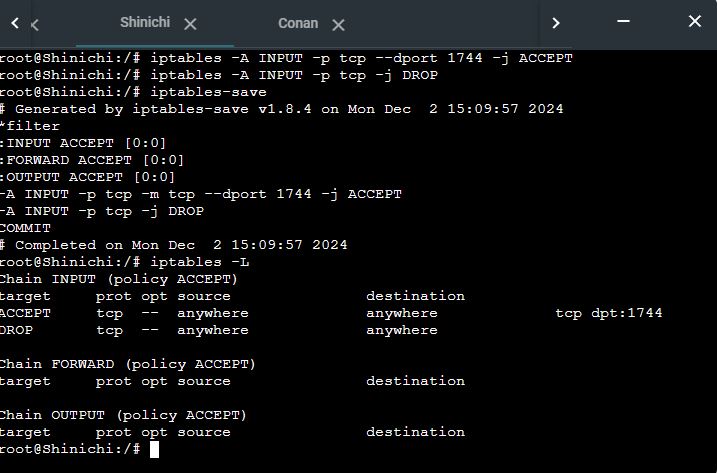 Shinichi Conan
root@Shinichi:/# iptables -A INPUT -p tcp --dport 1744 -j ACCEPT
root@Shinichi:/# iptables -A INPUT -p tcp -j DROP
root@Shinichi:/# iptables-save
# Generated by iptables-save v1.8.4 on Mon Dec  2 15:09:57 2024
*filter
:INPUT ACCEPT [0:0]
:FORWARD ACCEPT [0:0]
:OUTPUT ACCEPT [0:0]
-A INPUT -p tcp -m tcp --dport 1744 -j ACCEPT
-A INPUT -p tcp -j DROP
COMMIT
# Completed on Mon Dec  2 15:09:57 2024
root@Shinichi:/# iptables -L
Chain INPUT (policy ACCEPT)
target     prot opt source               destination
ACCEPT     tcp  --  anywhere             anywhere             tcp dpt:1744
DROP       tcp  --  anywhere             anywhere

Chain FORWARD (policy ACCEPT)
target     prot opt source               destination

Chain OUTPUT (policy ACCEPT)
target     prot opt source               destination
root@Shinichi:/#